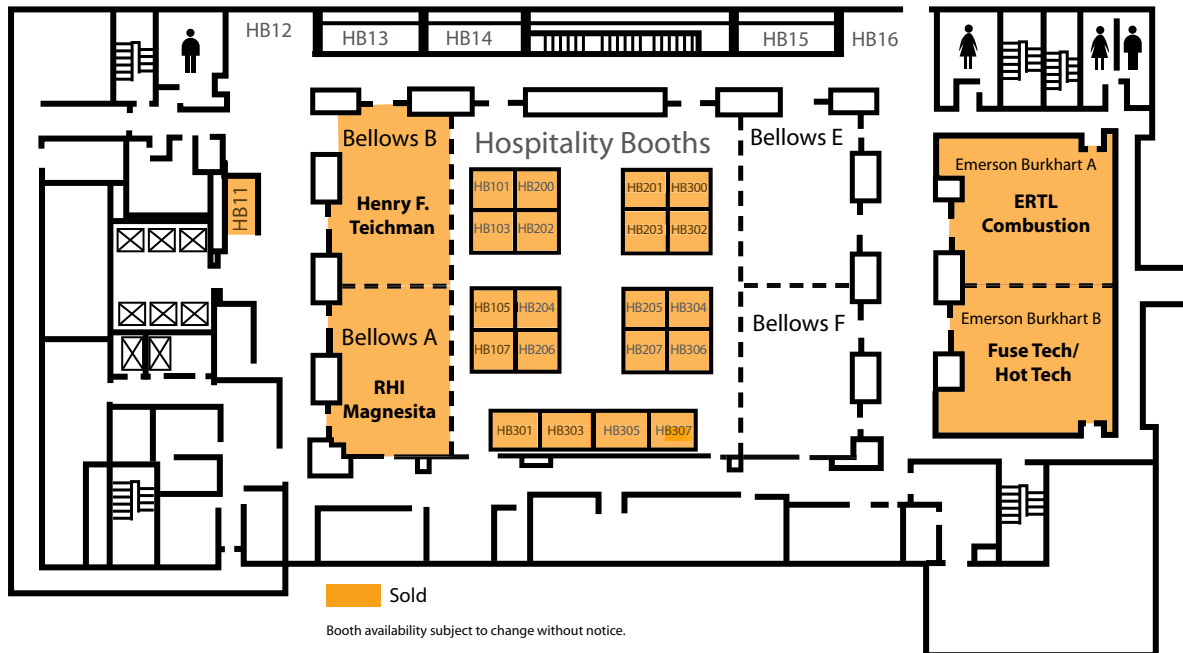 HB12
HB13
HB14
HB15
HB16
Bellows B
Hospitality Booths
Bellows E
Emerson Burkhart A
HB11
Henry F.
Teichman
HB101 HB200
HB103 HB202
HB201 HB300
HB203 HB302
ERTL
Combustion
Bellows A
RHI
Magnesita
HB105 HB204
HB107 HB206
HB205 HB304
HB207 HB306
Bellows F
Emerson Burkhart B
Fuse Tech/
Hot Tech
HB301 HB303 HB305 HB307
Sold
Booth availability subject to change without notice.